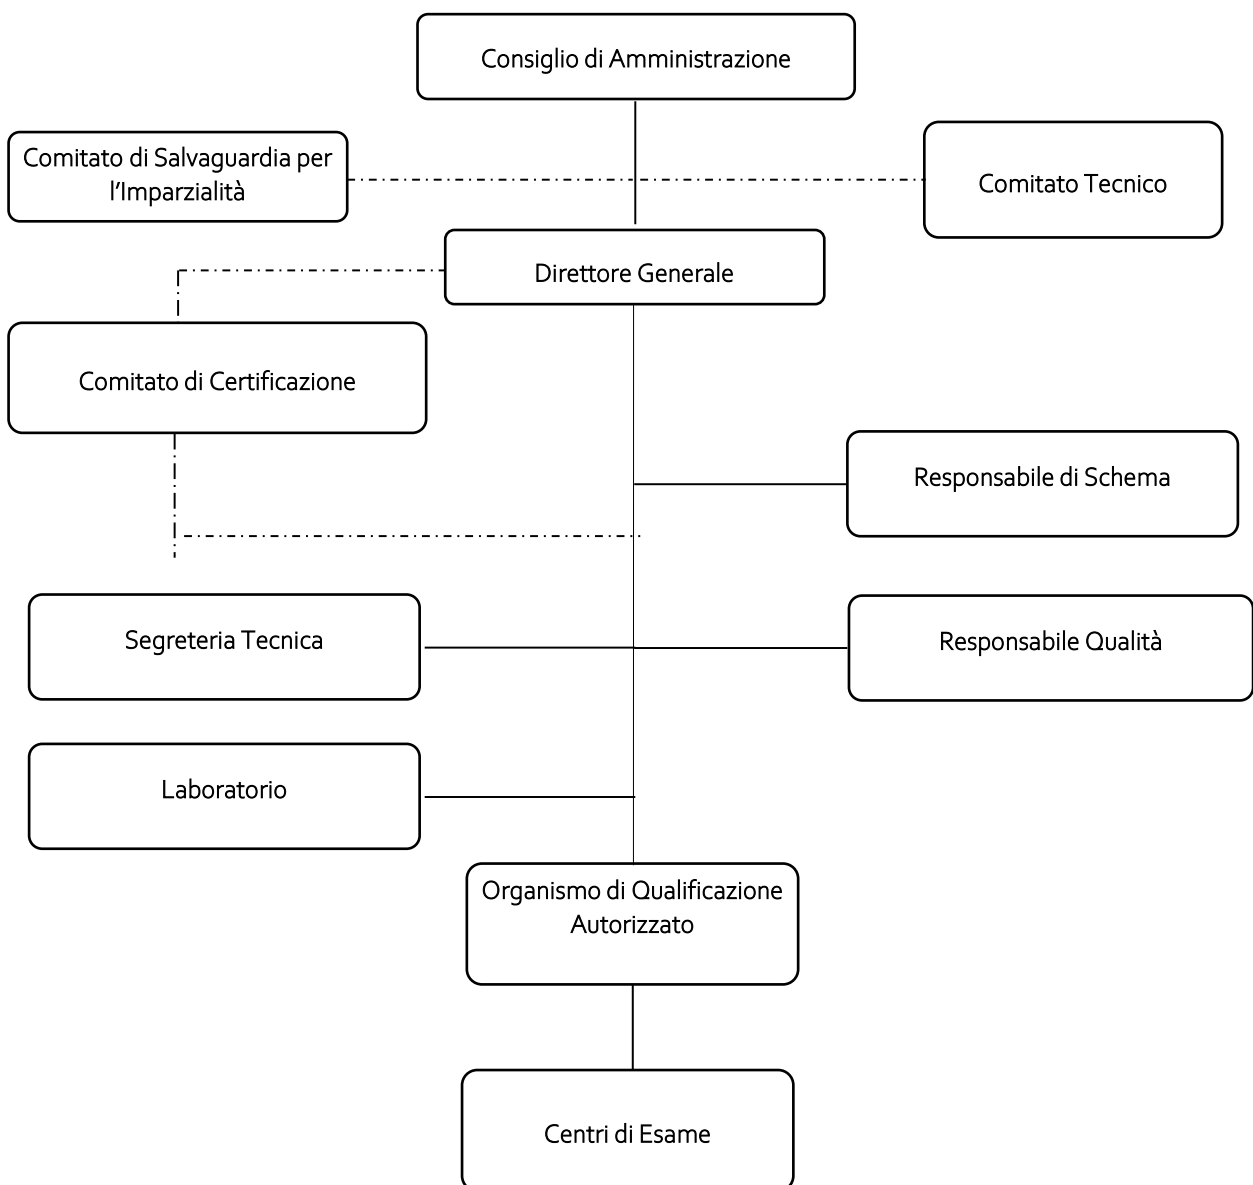 Consiglio di Amministrazione
Comitato di Salvaguardia per
l'Imparzialità
Comitato Tecnico
Direttore Generale
Comitato di Certificazione
Responsabile di Schema
Segreteria Tecnica
Responsabile Qualità
Laboratorio
Organismo di Qualificazione
Autorizzato
Centri di Esame